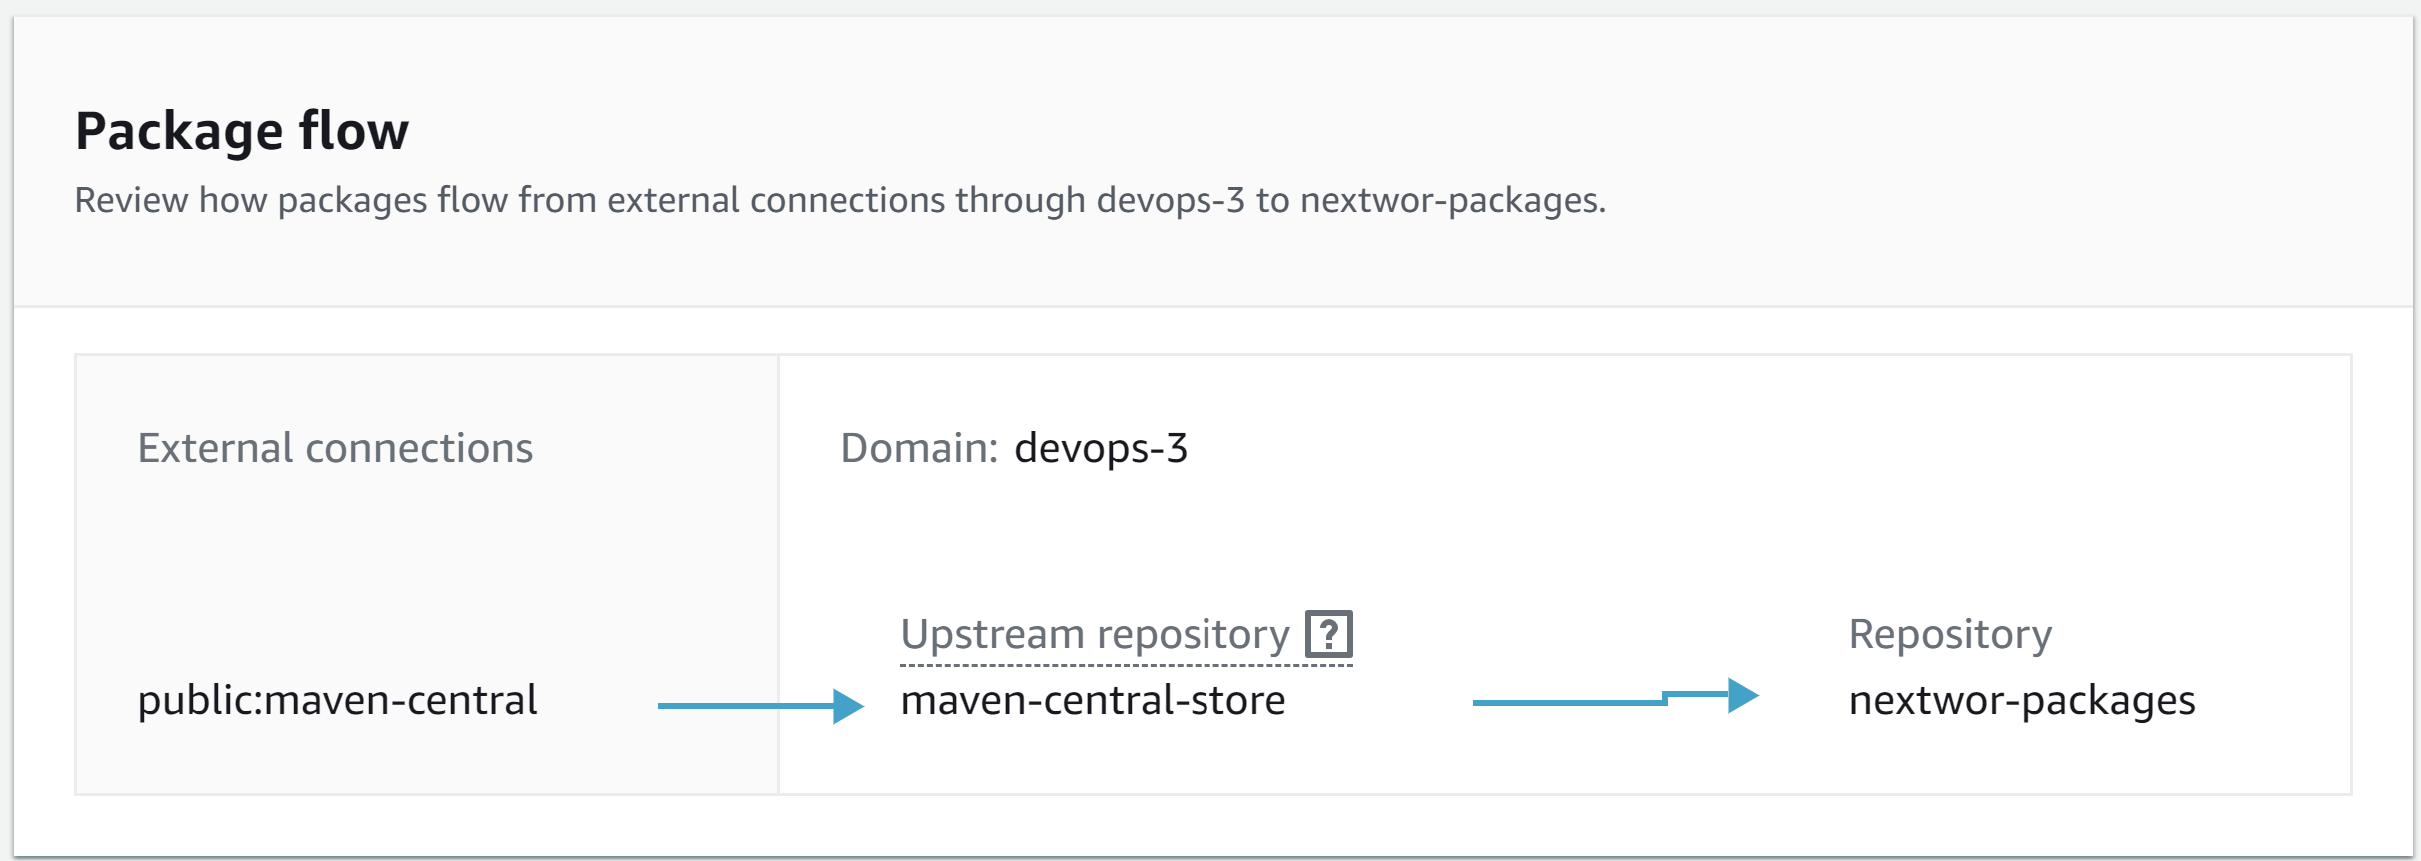 Package flow
Review how packages flow from external connections through devops-3 to nextwor-packages.
External connections
Domain: devops-3
Upstream repository ?
Repository
public:maven-central
maven-central-store
nextwor-packages